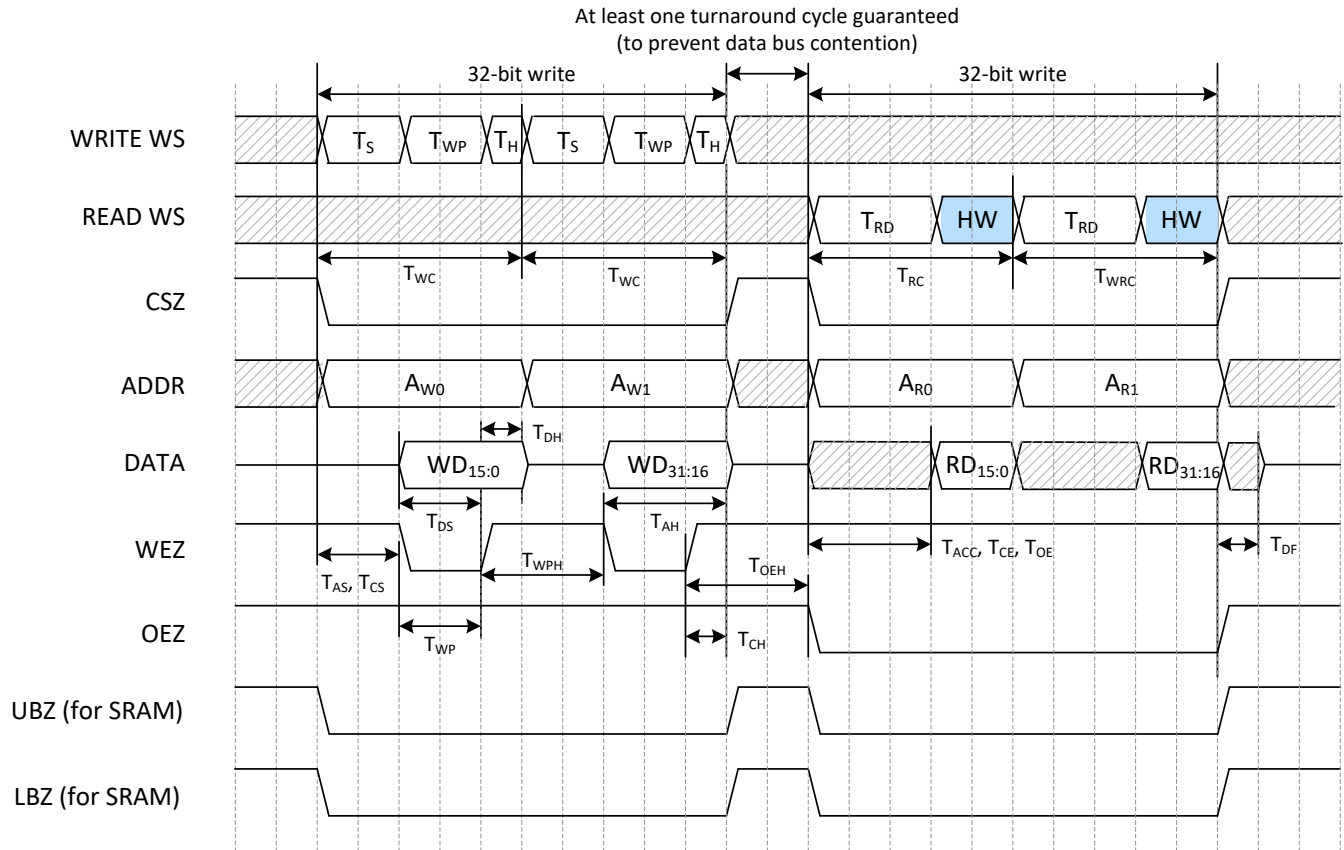 At least one turnaround cycle guaranteed
(to prevent data bus contention)
32-bit write
32-bit write
WRITE WS
TS
TWP
TH
TS
TWP
TH
READ WS
TRD
HW
TRD
HW
TWC
TWC
TRC
TWRC
CSZ
ADDR
AW0
AW1
AR0
AR1
TDH
DATA
WD15:0
WD31:16
RD15:0
RD31:16
TDS
TAH
WEZ
TAS, TCS
TWPH
TOEH
TACC, TCE, TOE
TDF
OEZ
TWP
TCH
UBZ (for SRAM)
LBZ (for SRAM)